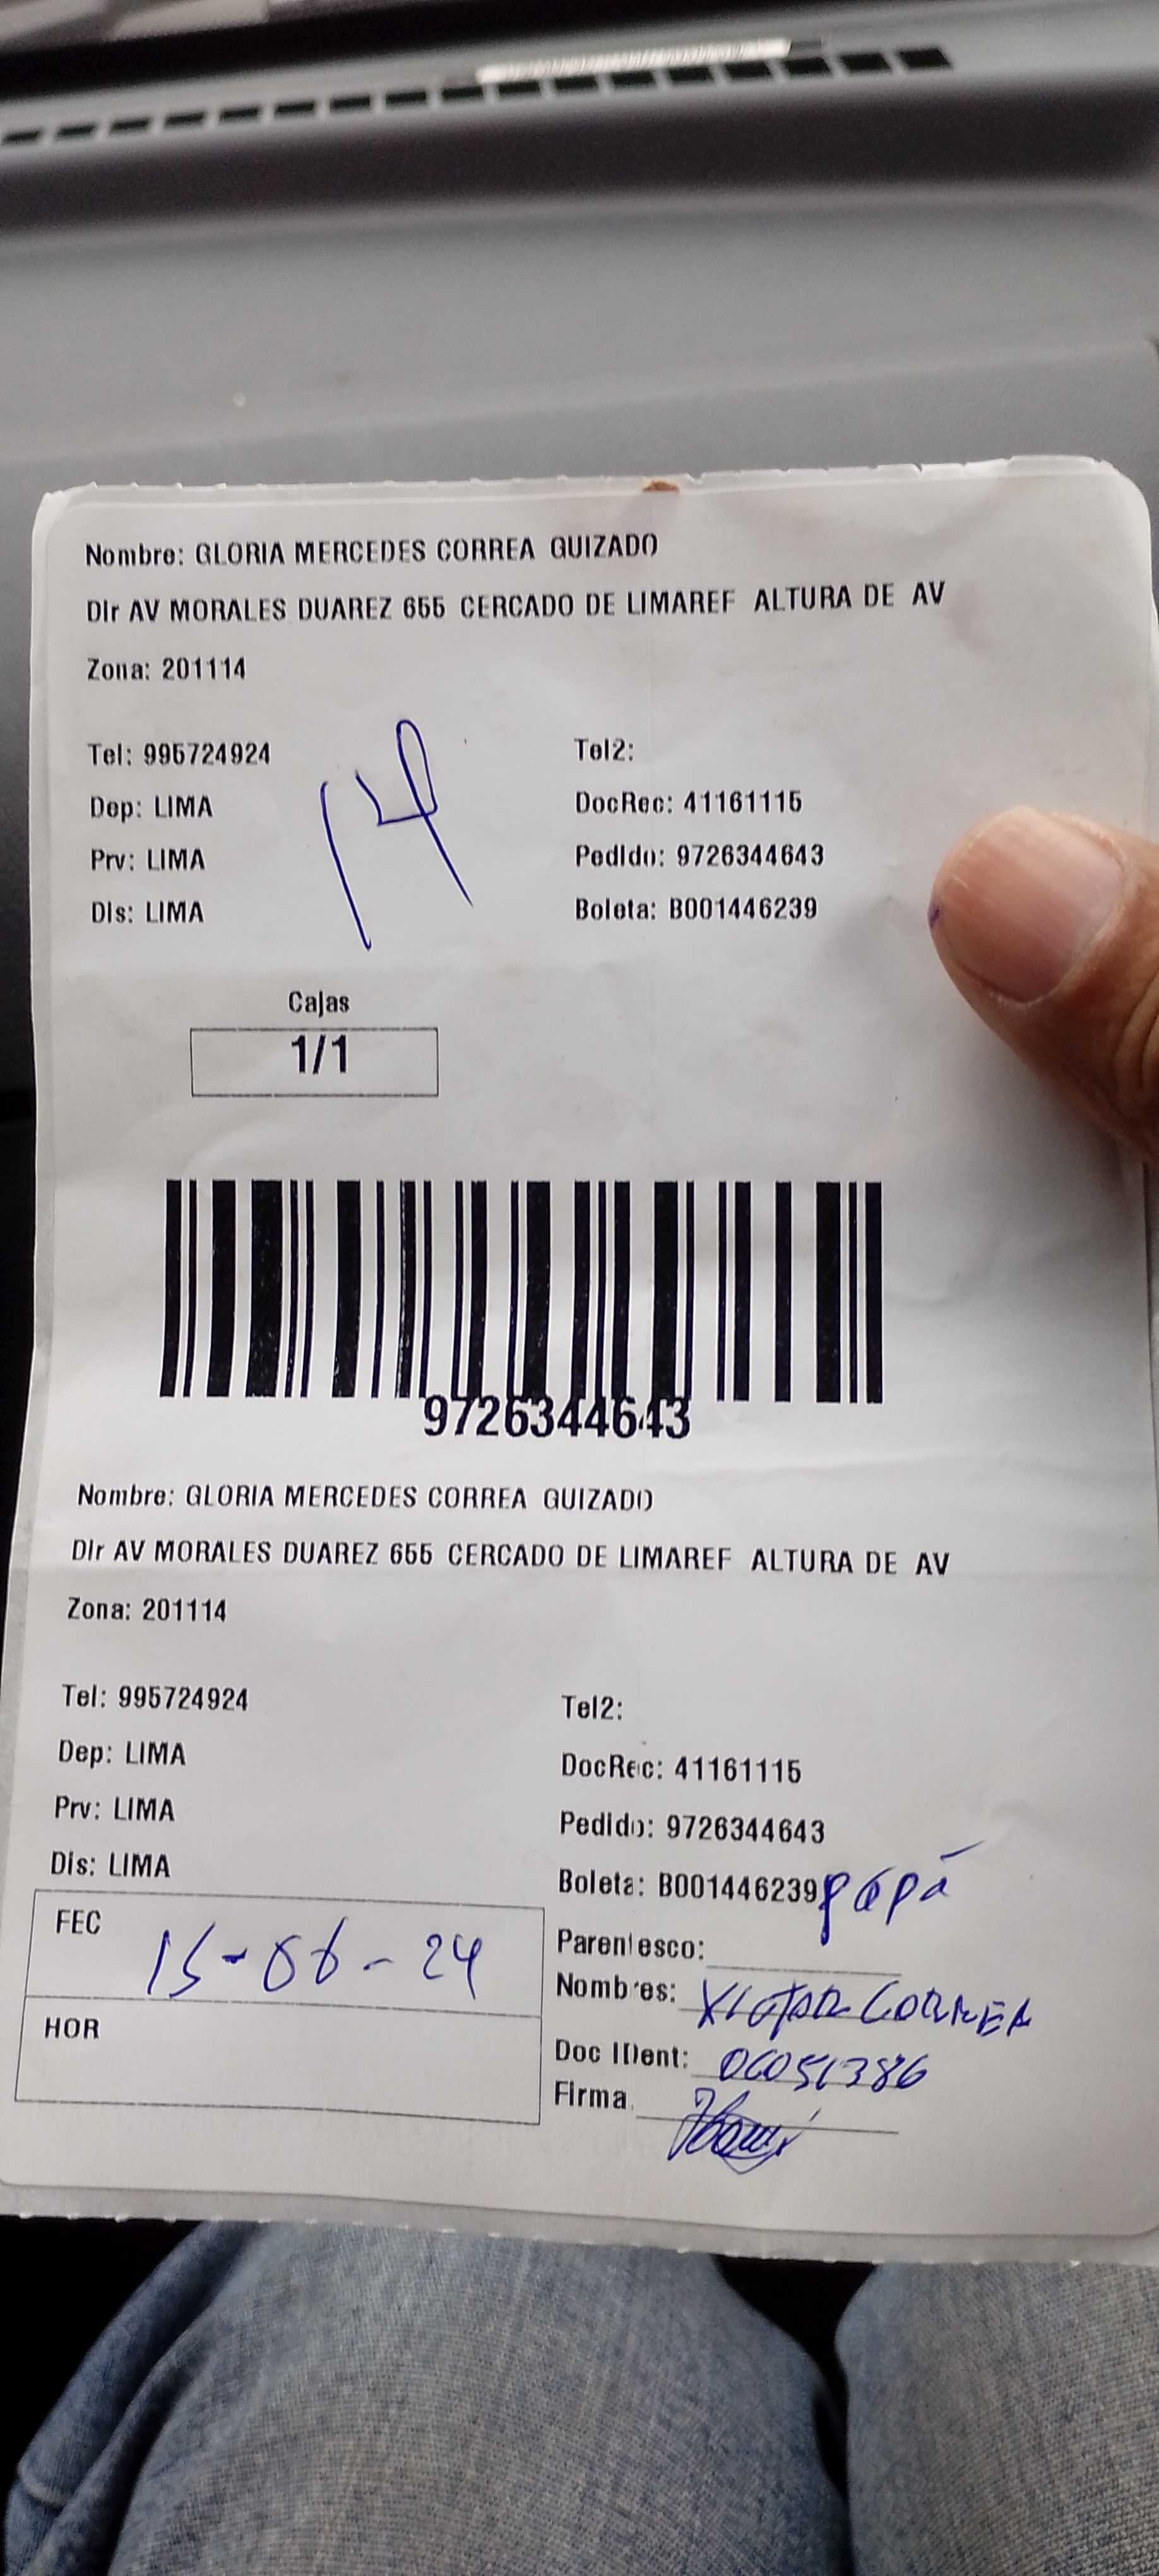 Nombre: GLORIA MERCEDES CORREA GUIZADO
Dir AV MORALES DUAREZ 655 CERCADO DE LIMAREF ALTURA DE AV
Zona: 201114
Tel: 995724924 Tel2:
Dep: LIMA DocRec: 41161115
Prv: LIMA Pedido: 9726344643
Dis: LIMA Boleta: B001446239
14
Cajas
1/1
9726344643
Nombre: GLORIA MERCEDES CORREA GUIZADO
Dir AV MORALES DUAREZ 655 CERCADO DE LIMAREF ALTURA DE AV
Zona: 201114
Tel: 995724924 Tel2:
Dep: LIMA DocRec: 41161115
Prv: LIMA Pedido: 9726344643
Dis: LIMA Boleta: B001446239
papá
FEC 15-06-24 Parentesco:
Nombres: VICTOR CORREA
HOR Doc IDent:
Firma